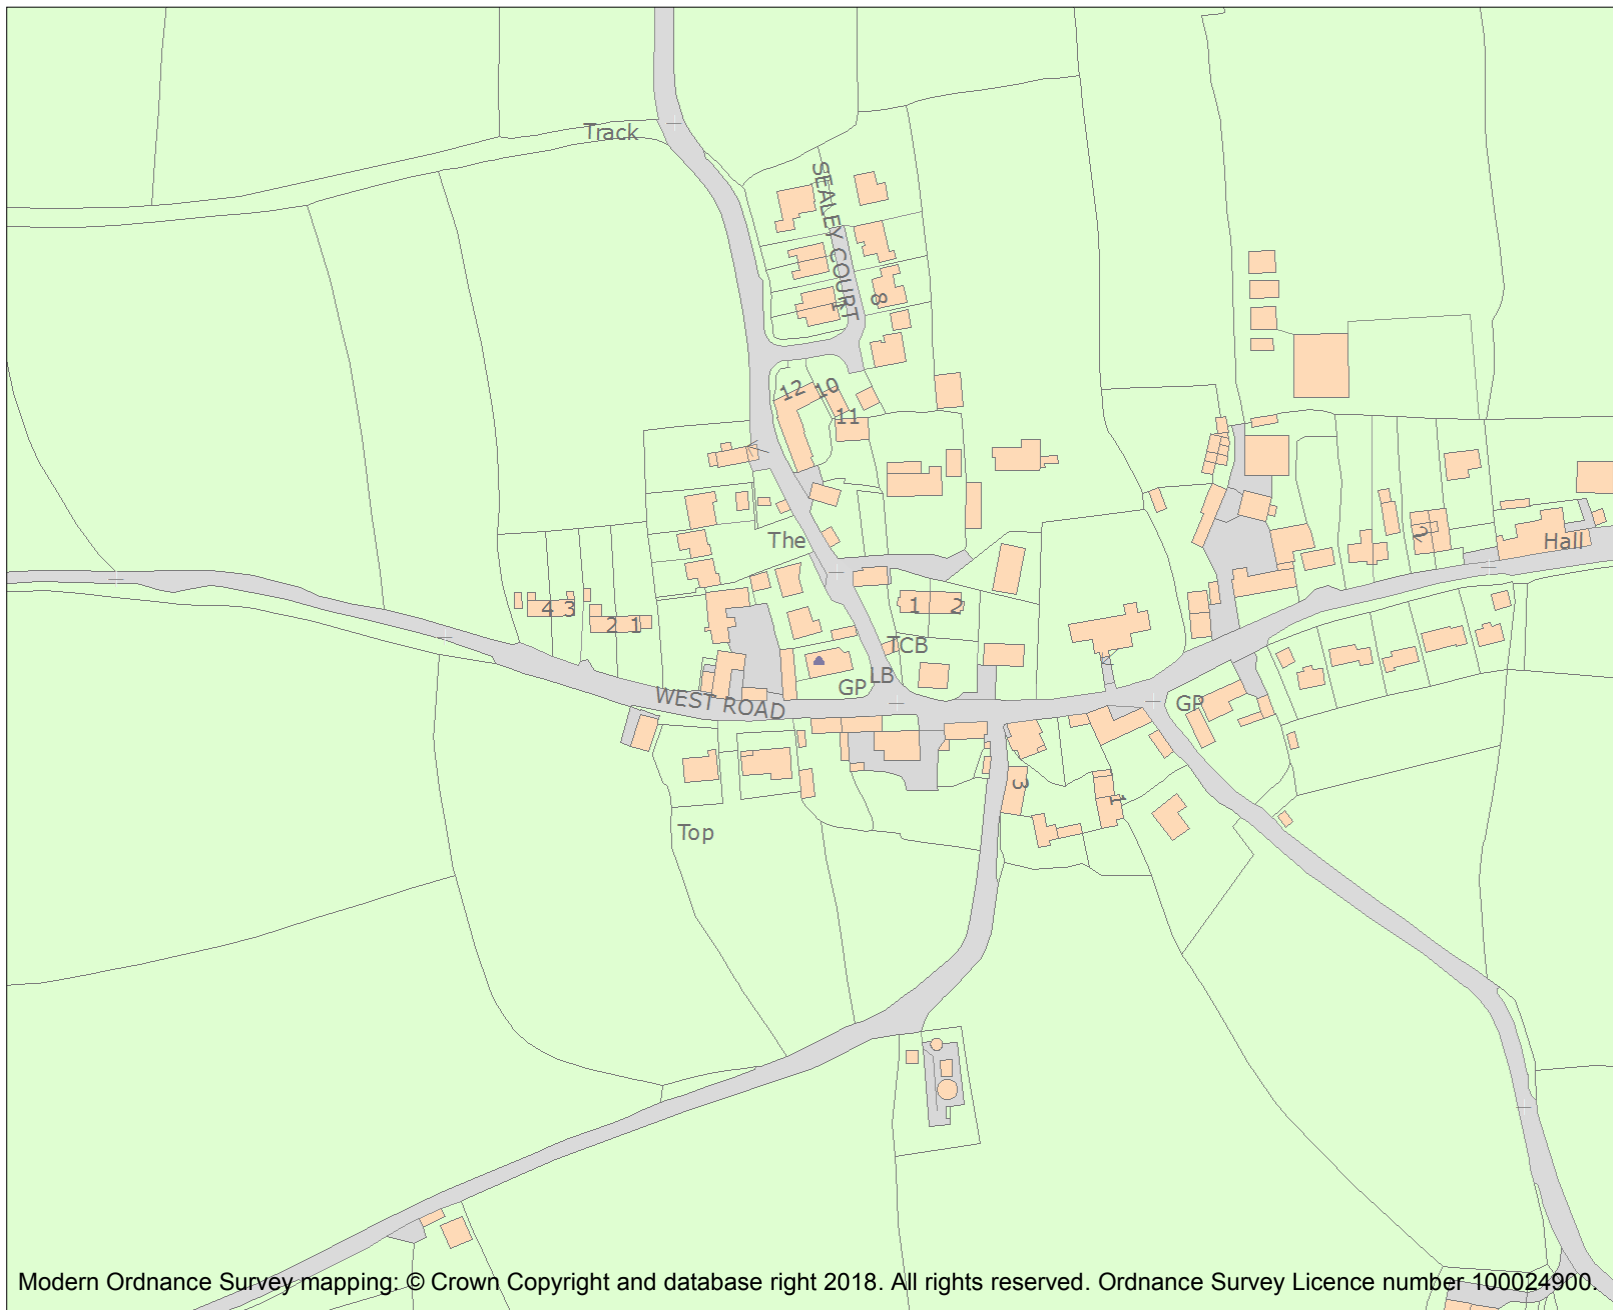 Track
SEALEY COURT
8
1
12
10
11
The
4 3
2 1
1
2
TCB
LB
GP
WEST ROAD
GP
2
Hall
3
1
Top
Modern Ordnance Survey mapping: © Crown Copyright and database right 2018. All rights reserved. Ordnance Survey Licence number 100024900.